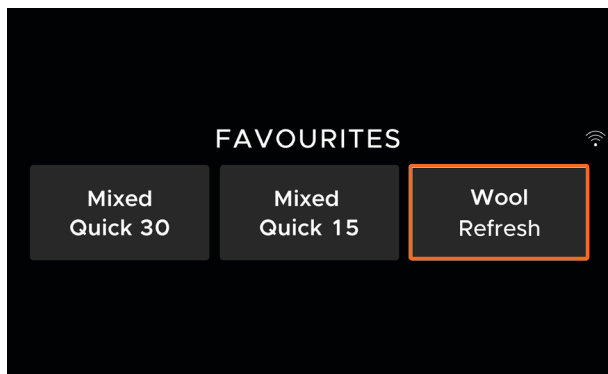 FAVOURITES
Mixed
Quick 30
Mixed
Quick 15
Wool
Refresh